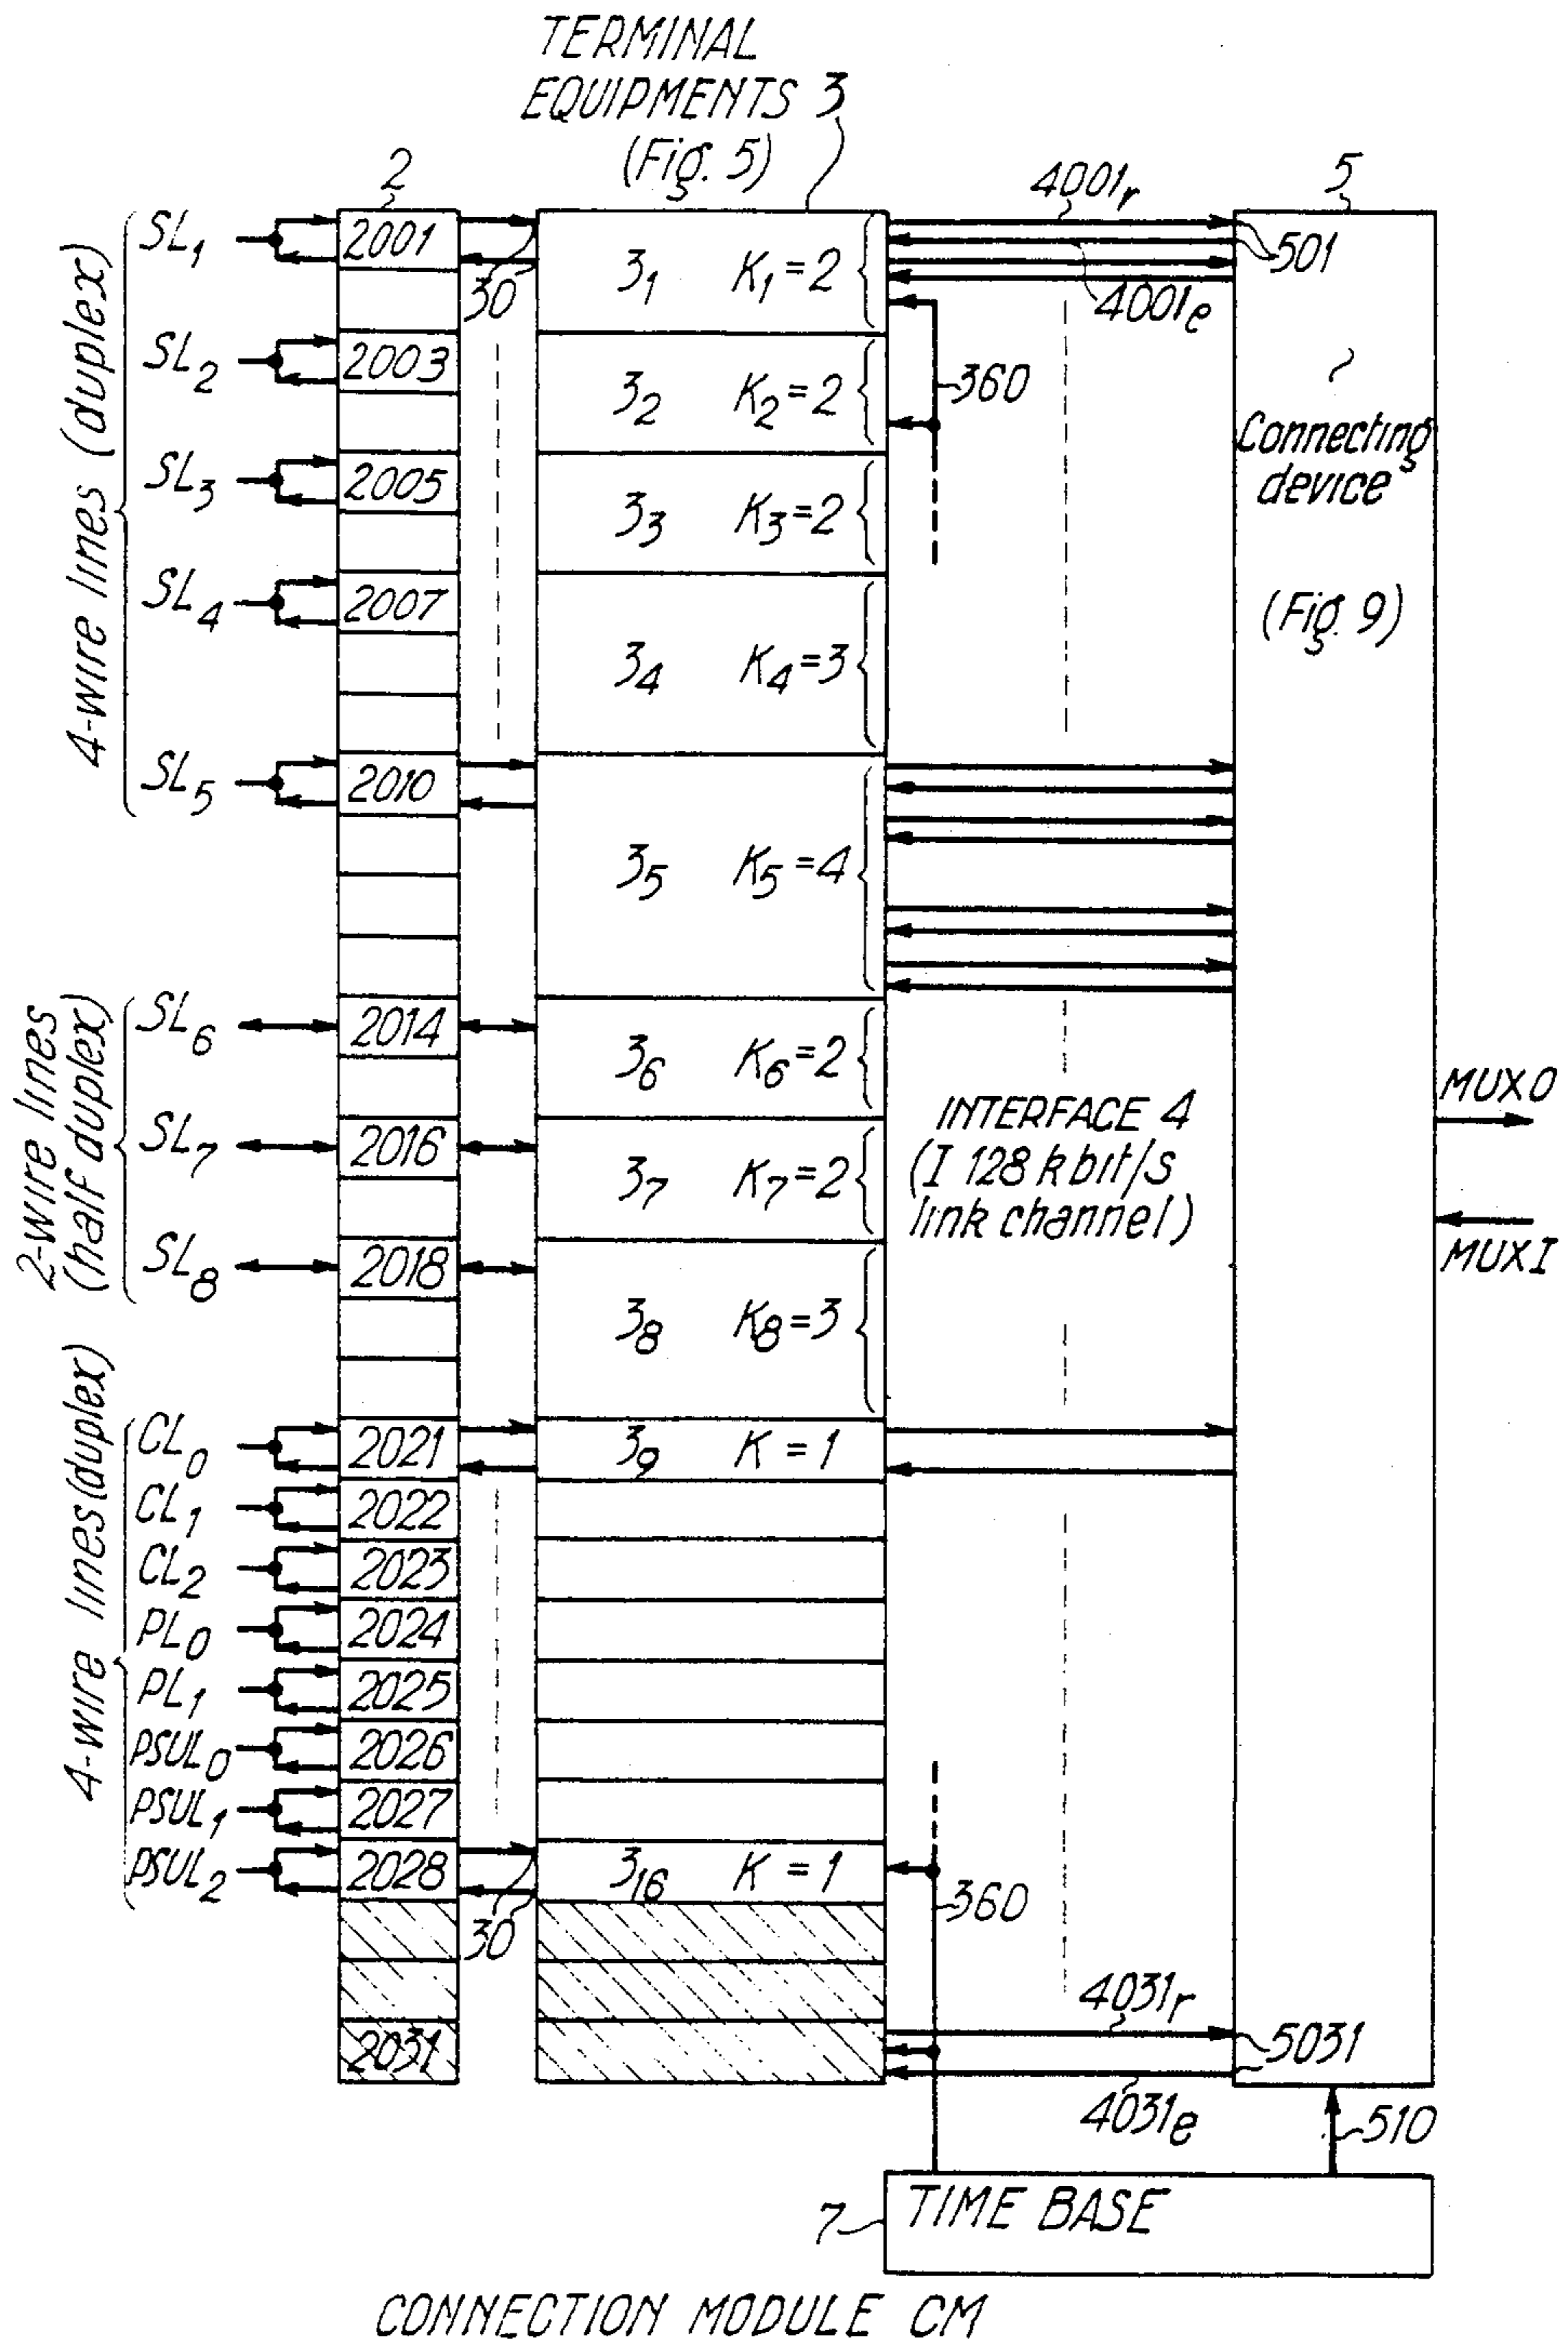 TERMINAL
EQUIPMENTS 3
(Fig. 5)
2
5
4-wire lines (duplex)
SL1
2001
30
31 K1=2
4001r
501
4001e
SL2
2003
32 K2=2
360
Connecting
device
(Fig. 9)
SL3
2005
33 K3=2
SL4
2007
34 K4=3
SL5
2010
35 K5=4
2-wire lines
(half duplex)
SL6
2014
36 K6=2
SL7
2016
37 K7=2
SL8
2018
38 K8=3
INTERFACE 4
(I 128 kbit/s
link channel)
MUXO
MUXI
4-wire lines (duplex)
CL0
2021
39 K=1
CL1
2022
CL2
2023
PL0
2024
PL1
2025
PSUL0
2026
PSUL1
2027
PSUL2
2028
30
316 K=1
360
2031
4031r
5031
4031e
510
7
TIME BASE
CONNECTION MODULE CM